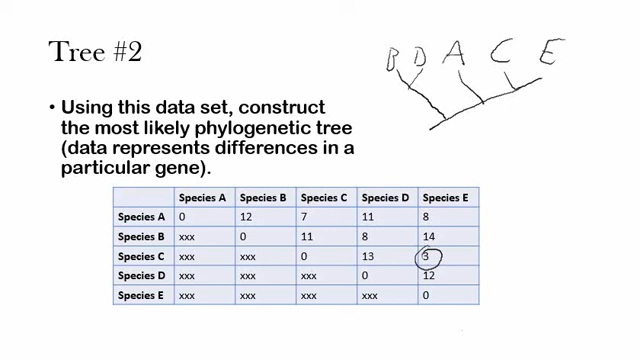 Tree #2
B D A C E
• Using this data set, construct
the most likely phylogenetic tree
(data represents differences in a
particular gene).
Species A Species B Species C Species D Species E
Species A 0 12 7 11 8
Species B xxx 0 11 8 14
Species C xxx xxx 0 13 3
Species D xxx xxx xxx 0 12
Species E xxx xxx xxx xxx 0